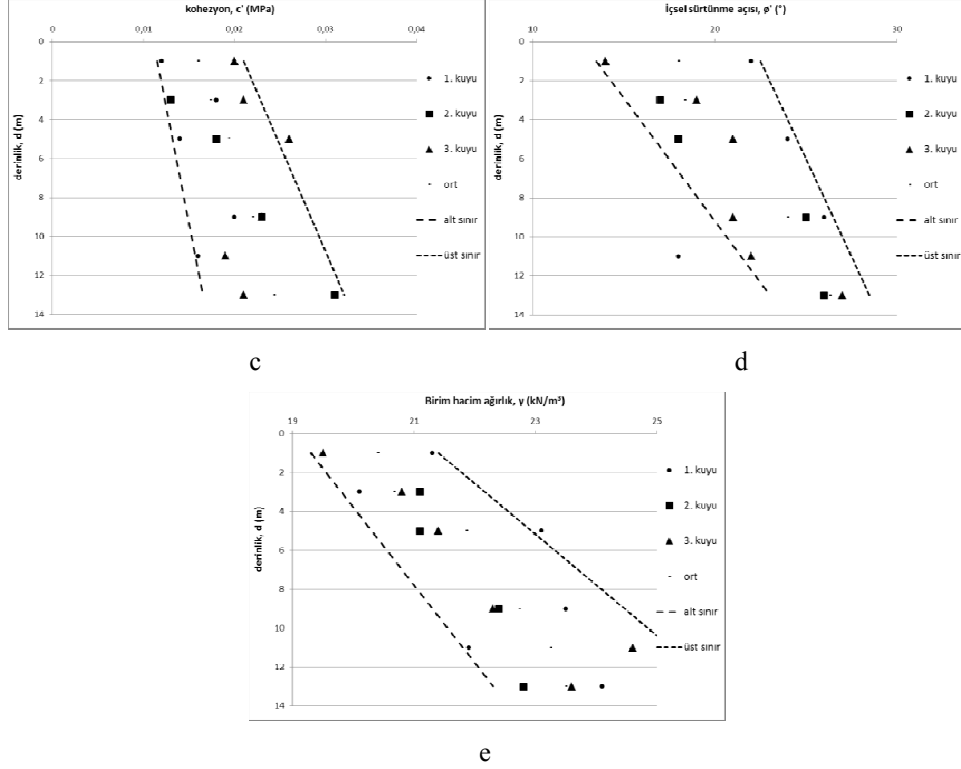 kohezyon, c' (MPa)
0 0,01 0,02 0,03 0,04
derinlik, d (m)
0
2
4
6
8
10
12
14
1. kuyu
2. kuyu
3. kuyu
ort
alt sınır
üst sınır
c
İçsel sürtünme açısı, ø' (°)
10 20 30
derinlik, d (m)
0
2
4
6
8
10
12
14
1. kuyu
2. kuyu
3. kuyu
ort
alt sınır
üst sınır
d
Birim hacim ağırlık, γ (kN/m³)
19 21 23 25
derinlik, d (m)
0
2
4
6
8
10
12
14
1. kuyu
2. kuyu
3. kuyu
ort
alt sınır
üst sınır
e